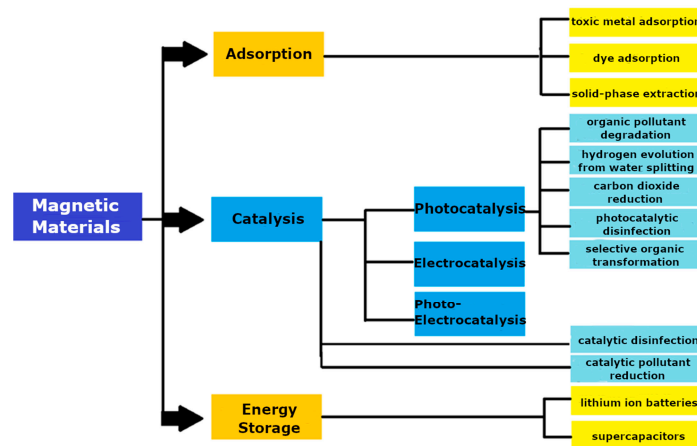 Magnetic
Materials
Adsorption
toxic metal adsorption
dye adsorption
solid-phase extraction
Catalysis
Photocatalysis
organic pollutant
degradation
hydrogen evolution
from water splitting
carbon dioxide
reduction
photocatalytic
disinfection
selective organic
transformation
Electrocatalysis
Photo-
Electrocatalysis
catalytic disinfection
catalytic pollutant
reduction
Energy
Storage
lithium ion batteries
supercapacitors